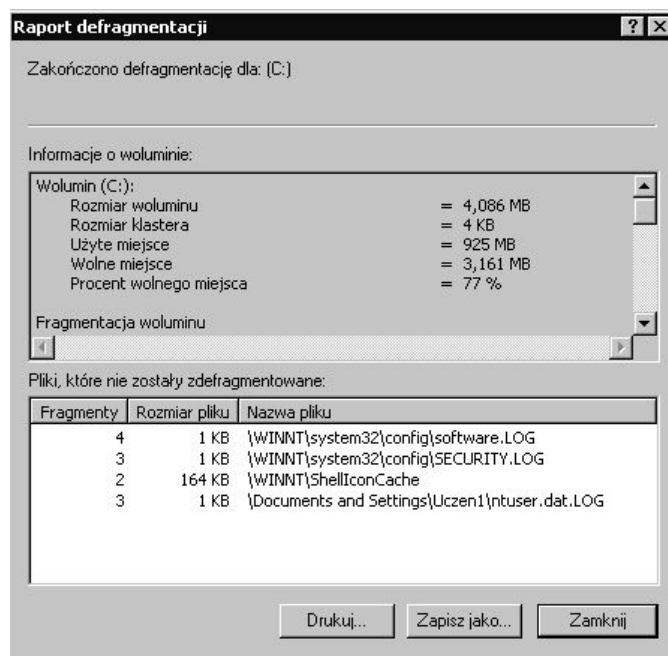 Raport defragmentacji
Zakończono defragmentację dla: (C:)
Informacje o woluminie:
Wolumin (C:):
Rozmiar woluminu = 4,086 MB
Rozmiar klastera = 4 KB
Użyte miejsce = 925 MB
Wolne miejsce = 3,161 MB
Procent wolnego miejsca = 77 %
Fragmentacja woluminu
Pliki, które nie zostały zdefragmentowane:
Fragmenty Rozmiar pliku Nazwa pliku
4 1 KB \WINNT\system32\config\software.LOG
3 1 KB \WINNT\system32\config\SECURITY.LOG
2 164 KB \WINNT\ShellIconCache
3 1 KB \Documents and Settings\Uczen1\ntuser.dat.LOG
Drukuj... Zapisz jako... Zamknij